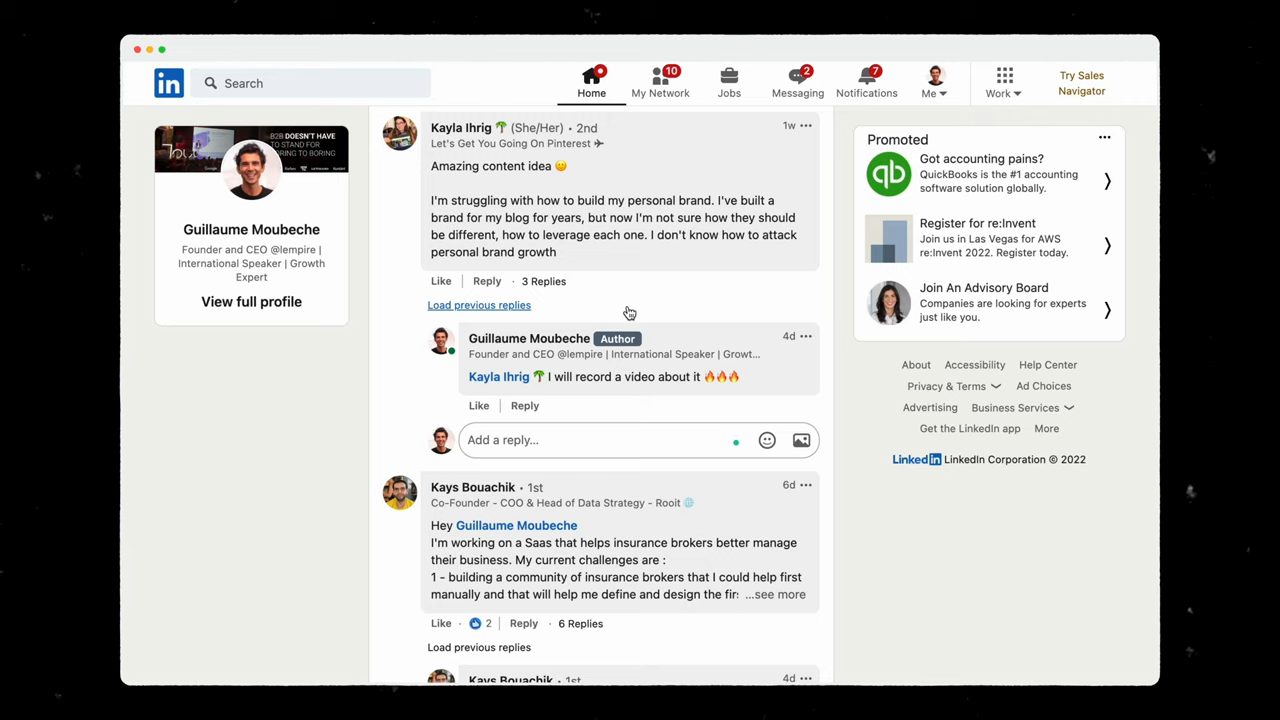 in
Search
Home
10
My Network
Jobs
2
Messaging
7
Notifications
Me
Work
Try Sales
Navigator
B2B DOESN'T HAVE
TO STAND FOR
BORING TO BORING
Guillaume Moubeche
Founder and CEO @lempire |
International Speaker | Growth
Expert
View full profile
Kayla Ihrig 🌴 (She/Her) • 2nd
1w
Let's Get You Going On Pinterest ✈
Amazing content idea 🙂
I'm struggling with how to build my personal brand. I've built a
brand for my blog for years, but now I'm not sure how they should
be different, how to leverage each one. I don't know how to attack
personal brand growth
Like | Reply · 3 Replies
Load previous replies
Guillaume Moubeche Author
4d
Founder and CEO @lempire | International Speaker | Growt...
Kayla Ihrig 🌴 I will record a video about it 🔥🔥🔥
Like | Reply
Add a reply...
Kays Bouachik • 1st
6d
Co-Founder - COO & Head of Data Strategy - Rooit
Hey Guillaume Moubeche
I'm working on a Saas that helps insurance brokers better manage
their business. My current challenges are :
1 - building a community of insurance brokers that I could help first
manually and that will help me define and design the fir ...see more
Like · 2 | Reply · 6 Replies
Load previous replies
Kays Bouachik • 1st
4d
Promoted
qb
Got accounting pains?
QuickBooks is the #1 accounting
software solution globally.
Register for re:Invent
Join us in Las Vegas for AWS
re:Invent 2022. Register today.
Join An Advisory Board
Companies are looking for experts
just like you.
About Accessibility Help Center
Privacy & Terms Ad Choices
Advertising Business Services
Get the LinkedIn app More
LinkedIn LinkedIn Corporation © 2022